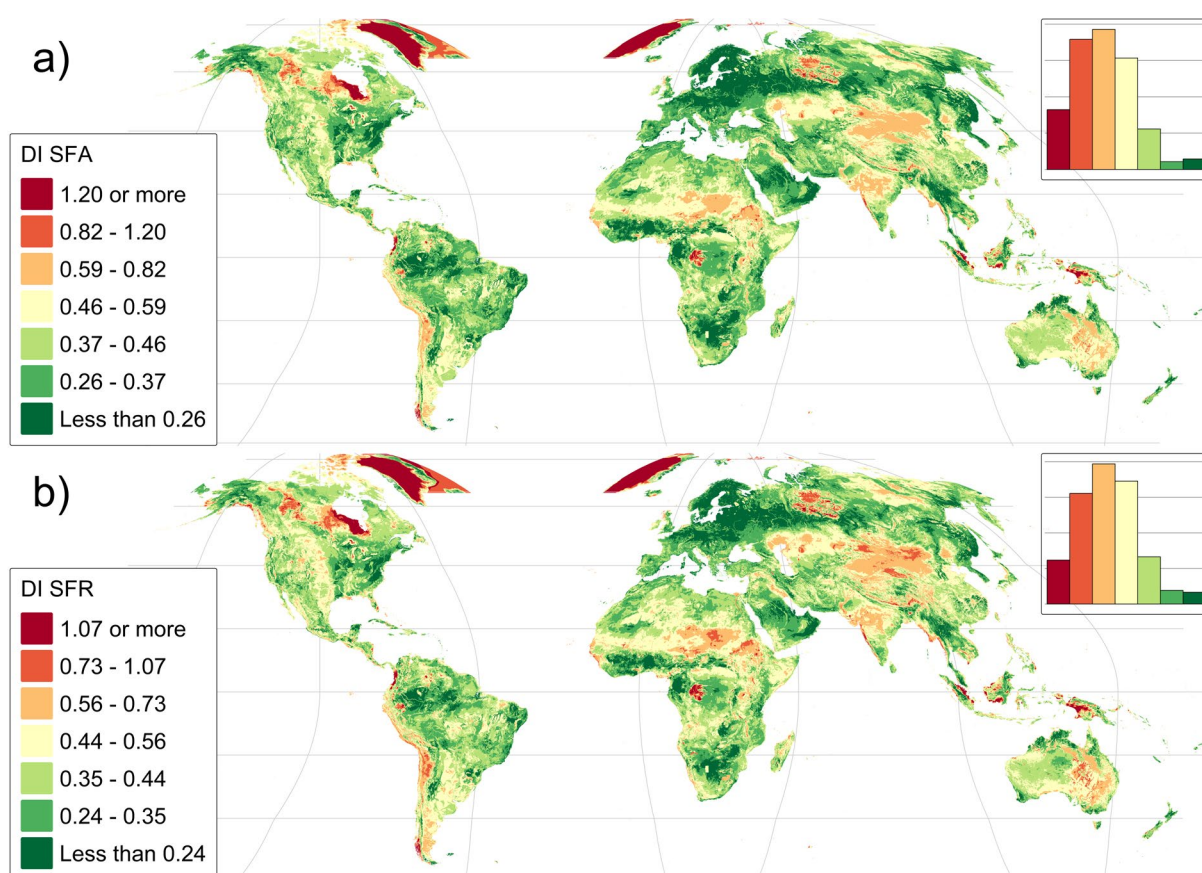 a)
DI SFA
1.20 or more
0.82 - 1.20
0.59 - 0.82
0.46 - 0.59
0.37 - 0.46
0.26 - 0.37
Less than 0.26
b)
DI SFR
1.07 or more
0.73 - 1.07
0.56 - 0.73
0.44 - 0.56
0.35 - 0.44
0.24 - 0.35
Less than 0.24